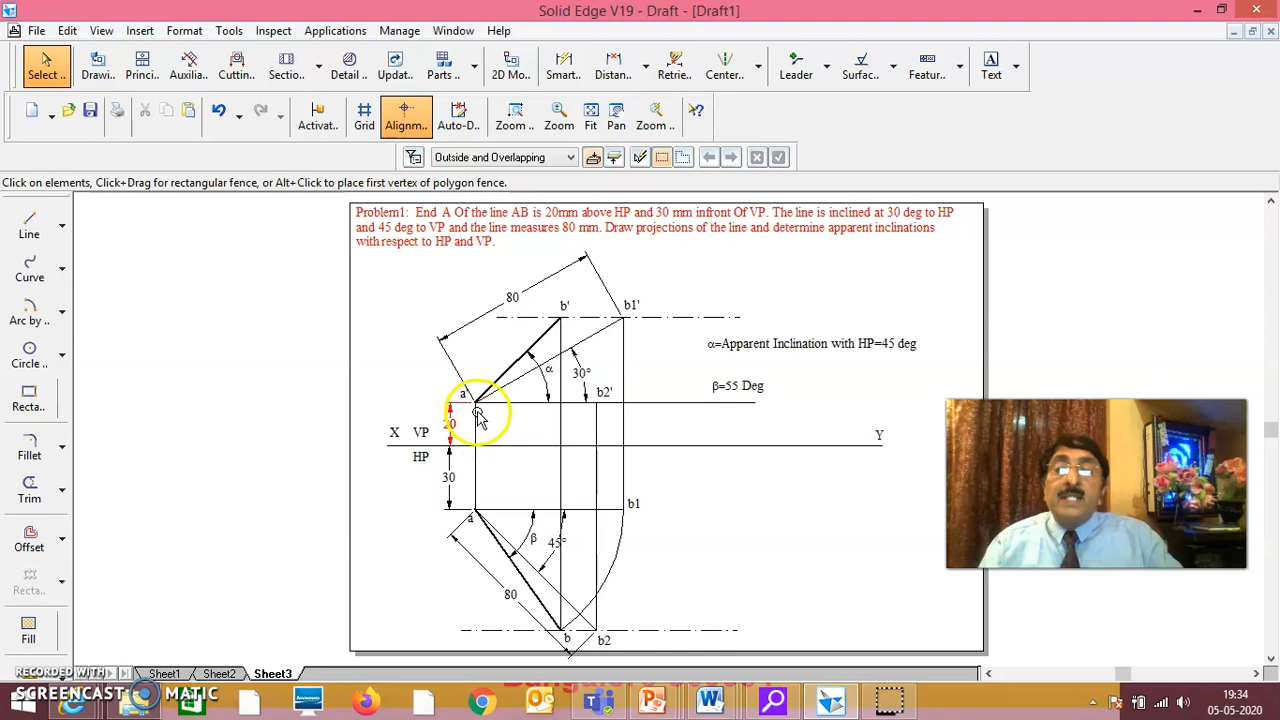 Solid Edge V19 - Draft - [Draft1]
File Edit View Insert Format Tools Inspect Applications Manage Window Help
Select .. Drawi.. Princi.. Auxilia.. Cuttin.. Sectio.. Detail .. Updat.. Parts .. 2D Mo.. Smart.. Distan.. Retrie.. Center.. Leader Surfac.. Featur.. Text
Activat.. Grid Alignm.. Auto-D.. Zoom .. Zoom Fit Pan Zoom ..
Outside and Overlapping
Click on elements, Click+Drag for rectangular fence, or Alt+Click to place first vertex of polygon fence.
Line
Curve
Arc by ..
Circle ..
Recta..
Fillet
Trim
Offset
Recta..
Fill
Problem1: End A Of the line AB is 20mm above HP and 30 mm infront Of VP. The line is inclined at 30 deg to HP
and 45 deg to VP and the line measures 80 mm. Draw projections of the line and determine apparent inclinations
with respect to HP and VP.
80
b' b1'
α=Apparent Inclination with HP=45 deg
α 30°
a' b2' β=55 Deg
20
X VP Y
HP
30
b1
a
β 45°
80
b b2
Sheet1 Sheet2 Sheet3
RECORDED WITH
SCREENCAST MATIC
19:34
05-05-2020